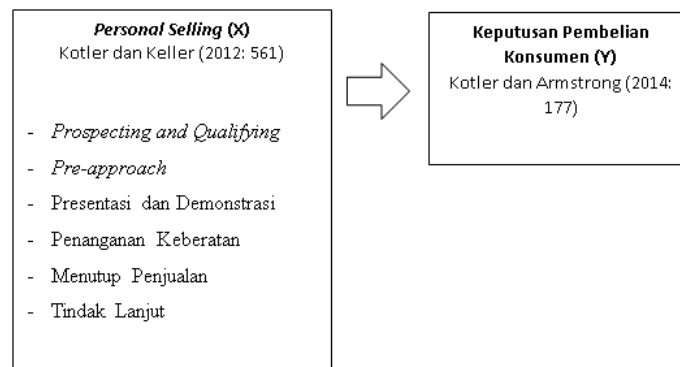 Personal Selling (X)
Kotler dan Keller (2012: 561)
- Prospecting and Qualifying
- Pre-approach
- Presentasi dan Demonstrasi
- Penanganan Keberatan
- Menutup Penjualan
- Tindak Lanjut
Keputusan Pembelian
Konsumen (Y)
Kotler dan Armstrong (2014:
177)